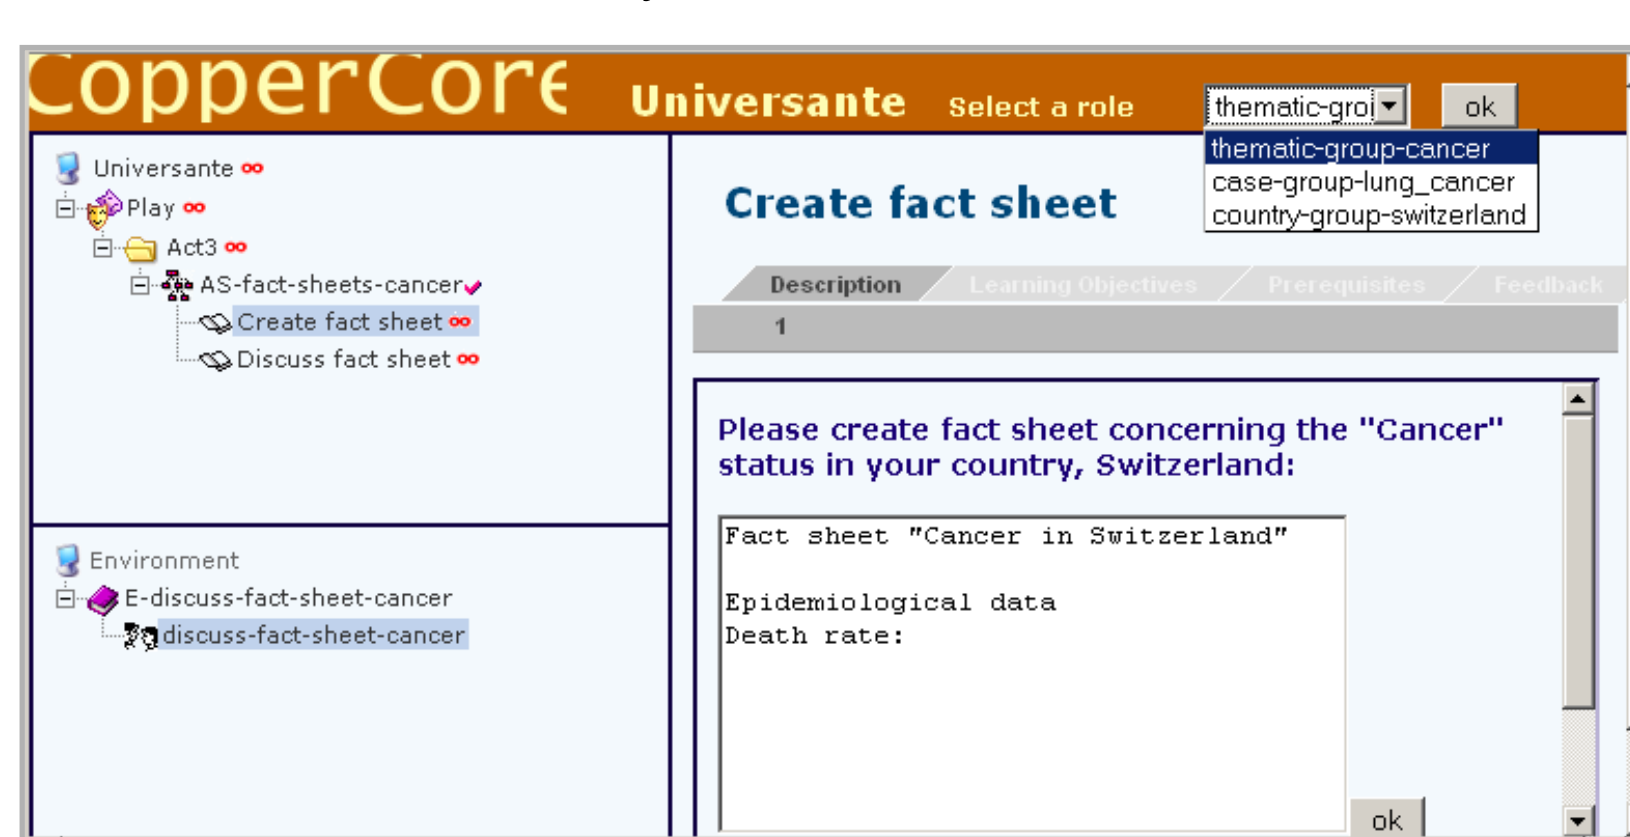 CopperCore
Universante Select a role thematic-groi ok
thematic-group-cancer
case-group-lung_cancer
country-group-switzerland
Universante
Play
Act3
AS-fact-sheets-cancer
Create fact sheet
Discuss fact sheet
Environment
E-discuss-fact-sheet-cancer
discuss-fact-sheet-cancer
Create fact sheet
Description Learning Objectives Prerequisites Feedback
1
Please create fact sheet concerning the "Cancer"
status in your country, Switzerland:
Fact sheet "Cancer in Switzerland"
Epidemiological data
Death rate:
ok